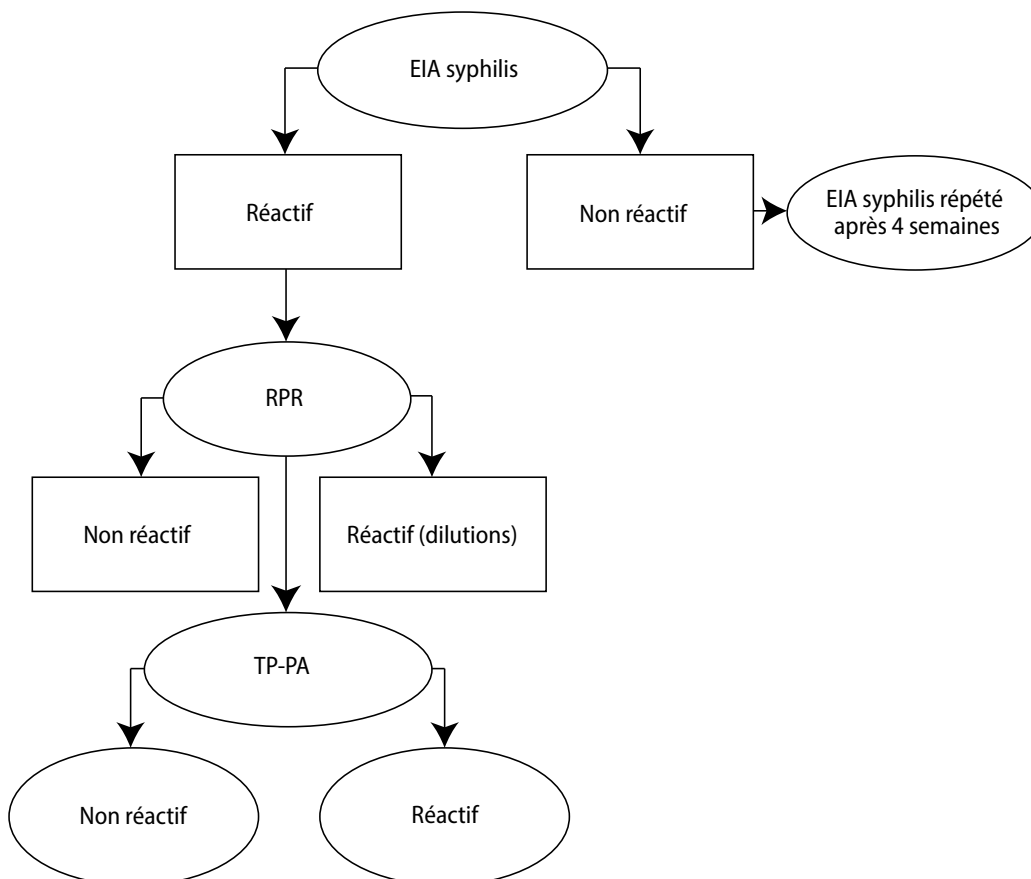 EIA syphilis
Réactif
Non réactif
EIA syphilis répété
après 4 semaines
RPR
Non réactif
Réactif (dilutions)
TP-PA
Non réactif
Réactif